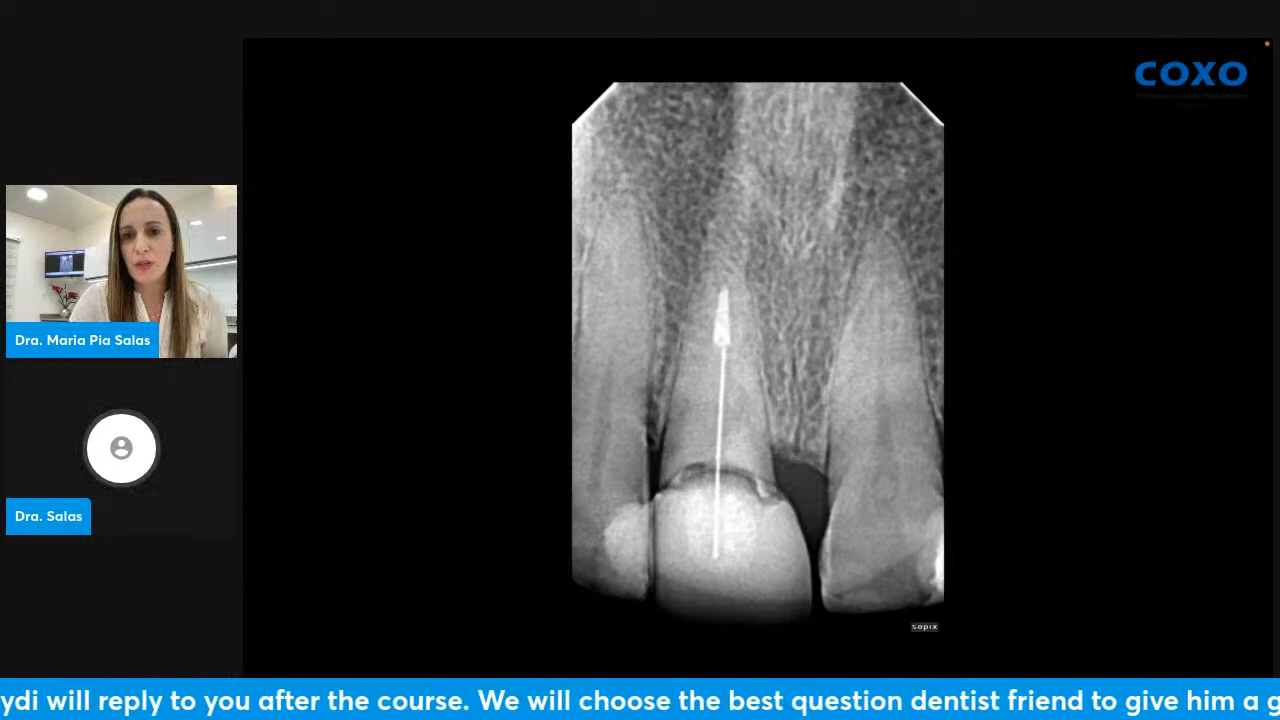 COXO
Dra. Maria Pia Salas
Dra. Salas
sopix
ydi will reply to you after the course. We will choose the best question dentist friend to give him a g